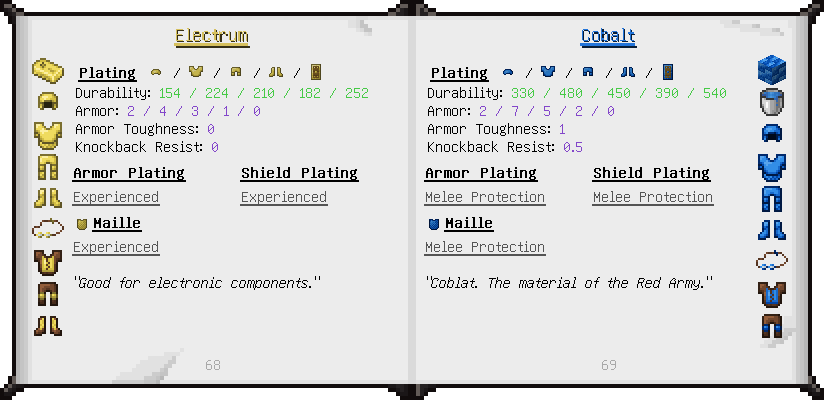 Electrum
Plating / / / /
Durability: 154 / 224 / 210 / 182 / 252
Armor: 2 / 4 / 3 / 1 / 0
Armor Toughness: 0
Knockback Resist: 0
Armor Plating Shield Plating
Experienced Experienced
Maille
Experienced
"Good for electronic components."
68
Cobalt
Plating / / / /
Durability: 330 / 480 / 450 / 390 / 540
Armor: 2 / 7 / 5 / 2 / 0
Armor Toughness: 1
Knockback Resist: 0.5
Armor Plating Shield Plating
Melee Protection Melee Protection
Maille
Melee Protection
"Coblat. The material of the Red Army."
69